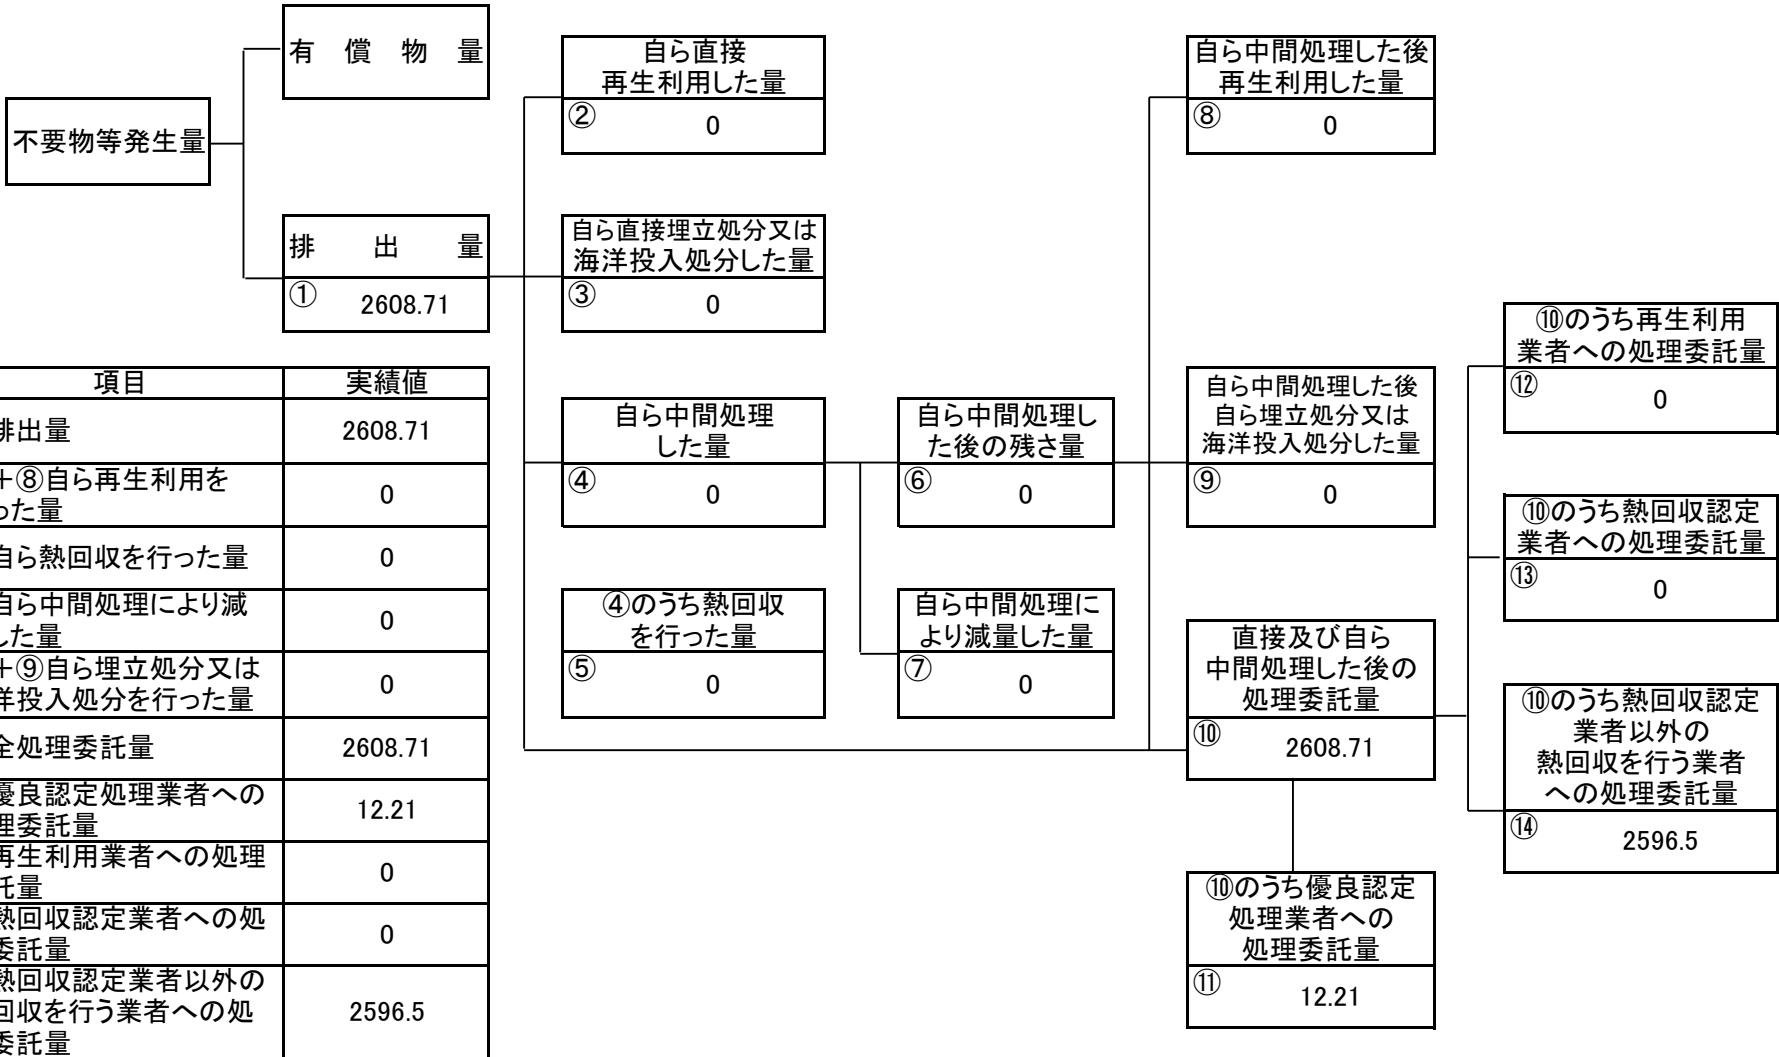 有償物量
不要物等発生量
排出量
① 2608.71
自ら直接
再生利用した量
② 0
自ら直接埋立処分又は
海洋投入処分した量
③ 0
自ら中間処理
した量
④ 0
④のうち熱回収
を行った量
⑤ 0
自ら中間処理し
た後の残さ量
⑥ 0
自ら中間処理に
より減量した量
⑦ 0
自ら中間処理した後
再生利用した量
⑧ 0
自ら中間処理した後
自ら埋立処分又は
海洋投入処分した量
⑨ 0
直接及び自ら
中間処理した後の
処理委託量
⑩ 2608.71
⑩のうち優良認定
処理業者への
処理委託量
⑪ 12.21
⑩のうち再生利用
業者への処理委託量
⑫ 0
⑩のうち熱回収認定
業者への処理委託量
⑬ 0
⑩のうち熱回収認定
業者以外の
熱回収を行う業者
への処理委託量
⑭ 2596.5
項目 実績値
排出量 2608.71
+⑧自ら再生利用を
った量 0
自ら熱回収を行った量 0
自ら中間処理により減
した量 0
+⑨自ら埋立処分又は
洋投入処分を行った量 0
全処理委託量 2608.71
優良認定処理業者への
理委託量 12.21
再生利用業者への処理
託量 0
熱回収認定業者への処
委託量 0
熱回収認定業者以外の
回収を行う業者への処
委託量 2596.5